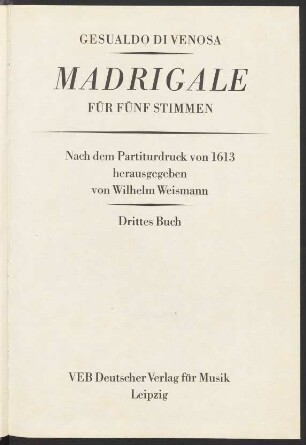 GESUALDO DI VENOSA
MADRIGALE
FÜR FÜNF STIMMEN
Nach dem Partiturdruck von 1613
herausgegeben
von Wilhelm Weismann
Drittes Buch
VEB Deutscher Verlag für Musik
Leipzig